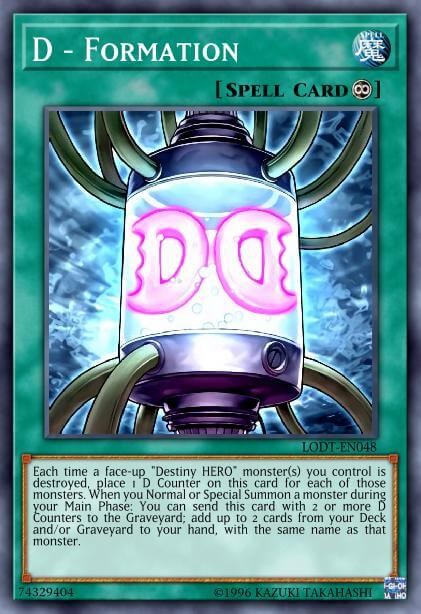 D - Formation
SPELL
魔
[Spell Card]
D D
LODT-EN048
Each time a face-up "Destiny HERO" monster(s) you control is
destroyed, place 1 D Counter on this card for each of those
monsters. When you Normal or Special Summon a monster during
your Main Phase: You can send this card with 2 or more D
Counters to the Graveyard; add up to 2 cards from your Deck
and/or Graveyard to your hand, with the same name as that
monster.
74329404
©1996 KAZUKI TAKAHASHI